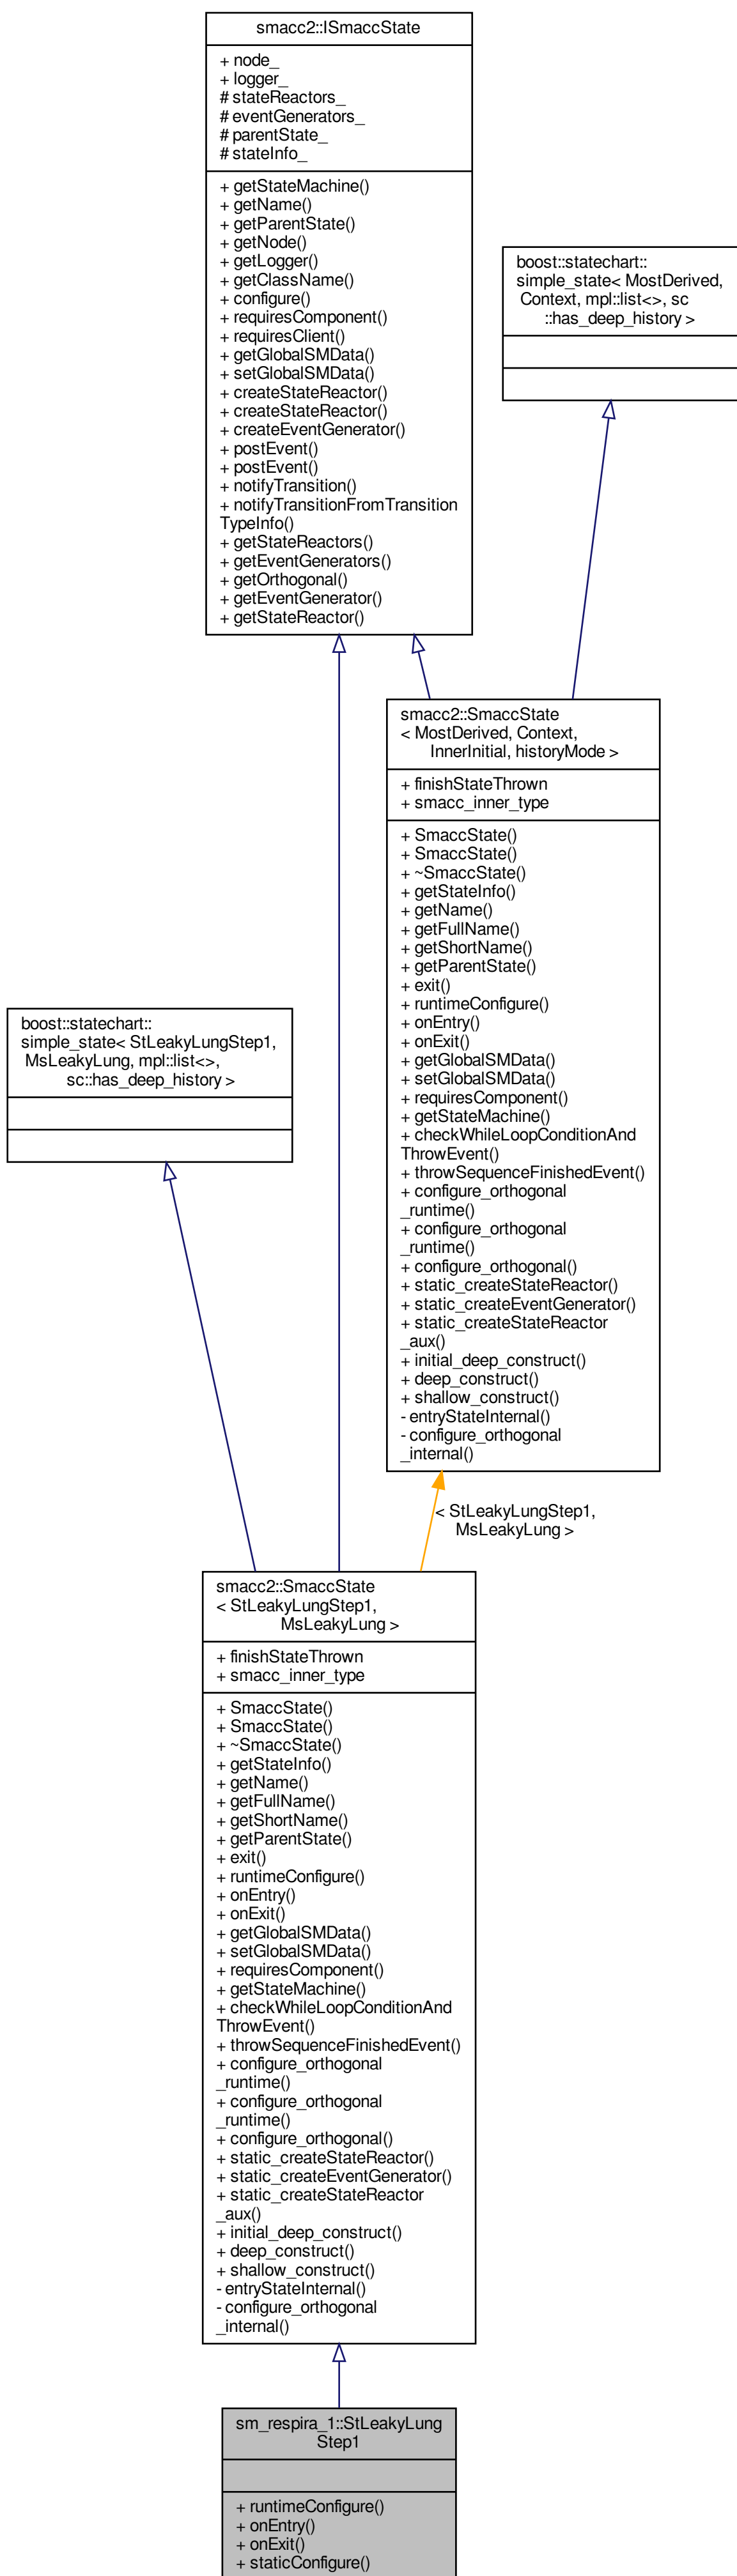 smacc2::ISmaccState
+ node_
+ logger_
# stateReactors_
# eventGenerators_
# parentState_
# stateInfo_
+ getStateMachine()
+ getName()
+ getParentState()
+ getNode()
+ getLogger()
+ getClassName()
+ configure()
+ requiresComponent()
+ requiresClient()
+ getGlobalSMData()
+ setGlobalSMData()
+ createStateReactor()
+ createStateReactor()
+ createEventGenerator()
+ postEvent()
+ postEvent()
+ notifyTransition()
+ notifyTransitionFromTransition
TypeInfo()
+ getStateReactors()
+ getEventGenerators()
+ getOrthogonal()
+ getEventGenerator()
+ getStateReactor()
boost::statechart::
simple_state< MostDerived,
Context, mpl::list<>, sc
::has_deep_history >
smacc2::SmaccState
< MostDerived, Context,
InnerInitial, historyMode >
+ finishStateThrown
+ smacc_inner_type
+ SmaccState()
+ SmaccState()
+ ~SmaccState()
+ getStateInfo()
+ getName()
+ getFullName()
+ getShortName()
+ getParentState()
+ exit()
+ runtimeConfigure()
+ onEntry()
+ onExit()
+ getGlobalSMData()
+ setGlobalSMData()
+ requiresComponent()
+ getStateMachine()
+ checkWhileLoopConditionAnd
ThrowEvent()
+ throwSequenceFinishedEvent()
+ configure_orthogonal
_runtime()
+ configure_orthogonal
_runtime()
+ configure_orthogonal()
+ static_createStateReactor()
+ static_createEventGenerator()
+ static_createStateReactor
_aux()
+ initial_deep_construct()
+ deep_construct()
+ shallow_construct()
- entryStateInternal()
- configure_orthogonal
_internal()
boost::statechart::
simple_state< StLeakyLungStep1,
MsLeakyLung, mpl::list<>,
sc::has_deep_history >
< StLeakyLungStep1,
MsLeakyLung >
smacc2::SmaccState
< StLeakyLungStep1,
MsLeakyLung >
+ finishStateThrown
+ smacc_inner_type
+ SmaccState()
+ SmaccState()
+ ~SmaccState()
+ getStateInfo()
+ getName()
+ getFullName()
+ getShortName()
+ getParentState()
+ exit()
+ runtimeConfigure()
+ onEntry()
+ onExit()
+ getGlobalSMData()
+ setGlobalSMData()
+ requiresComponent()
+ getStateMachine()
+ checkWhileLoopConditionAnd
ThrowEvent()
+ throwSequenceFinishedEvent()
+ configure_orthogonal
_runtime()
+ configure_orthogonal
_runtime()
+ configure_orthogonal()
+ static_createStateReactor()
+ static_createEventGenerator()
+ static_createStateReactor
_aux()
+ initial_deep_construct()
+ deep_construct()
+ shallow_construct()
- entryStateInternal()
- configure_orthogonal
_internal()
sm_respira_1::StLeakyLung
Step1
+ runtimeConfigure()
+ onEntry()
+ onExit()
+ staticConfigure()